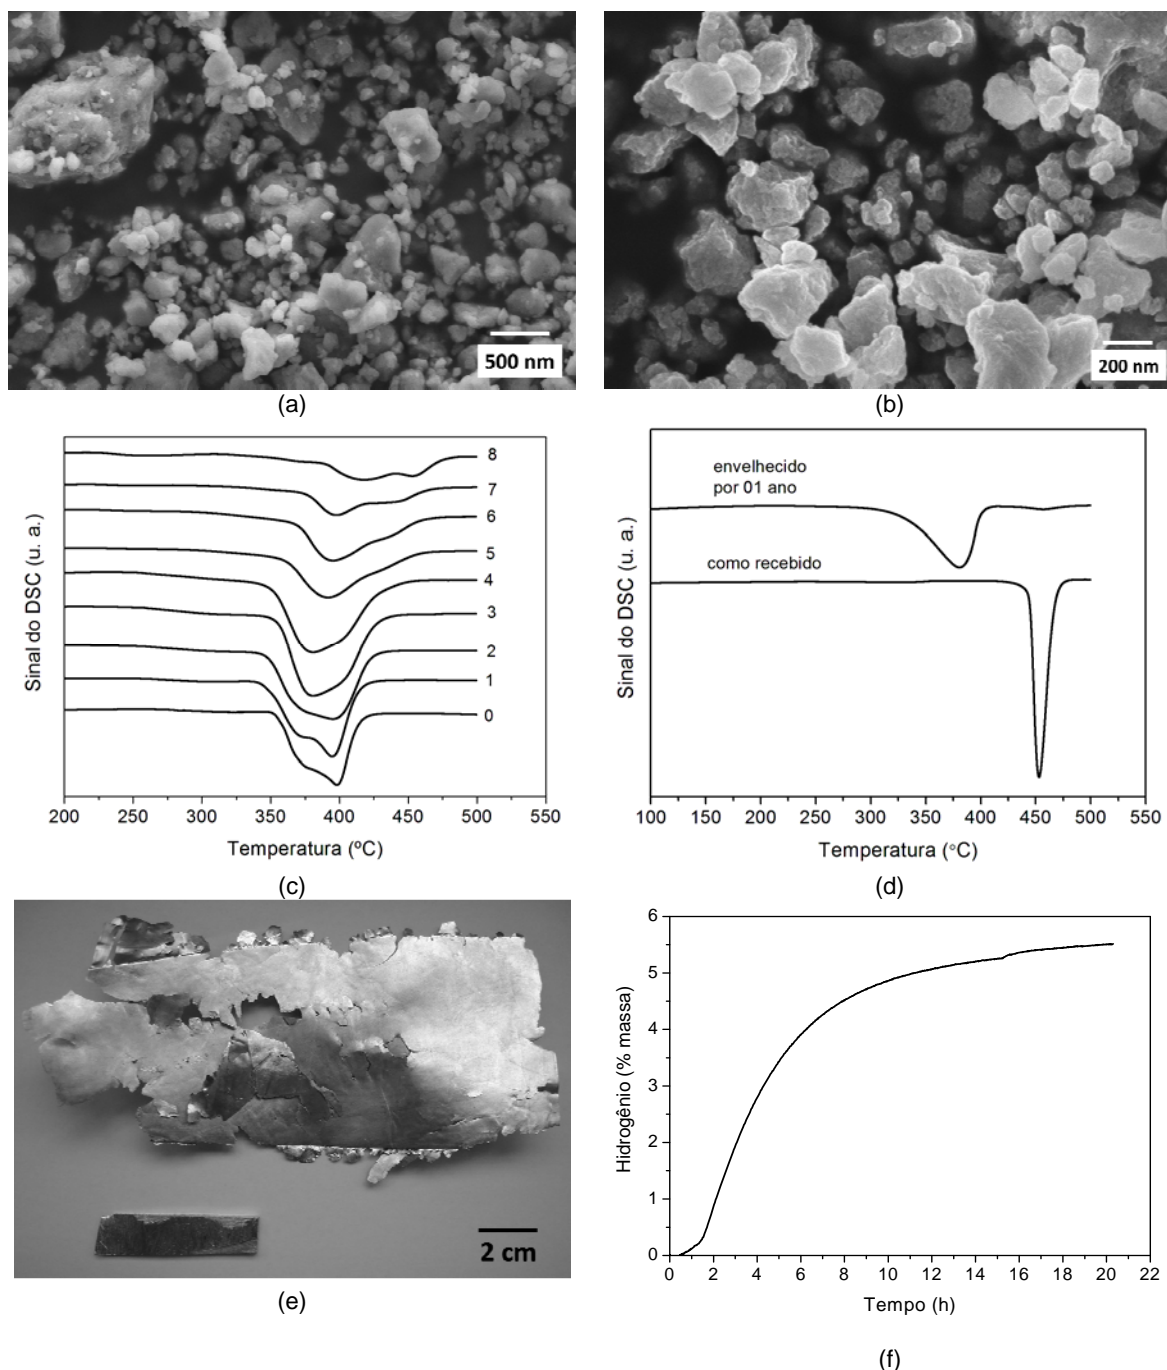 500 nm
200 nm
(a)
(b)
Sinal do DSC (u. a.)
8
7
6
5
4
3
2
1
0
200 250 300 350 400 450 500 550
Temperatura (ºC)
(c)
Sinal do DSC (u. a.)
envelhecido
por 01 ano
como recebido
100 150 200 250 300 350 400 450 500 550
Temperatura (°C)
(d)
2 cm
(e)
Hidrogênio (% massa)
6
5
4
3
2
1
0
0 2 4 6 8 10 12 14 16 18 20 22
Tempo (h)
(f)